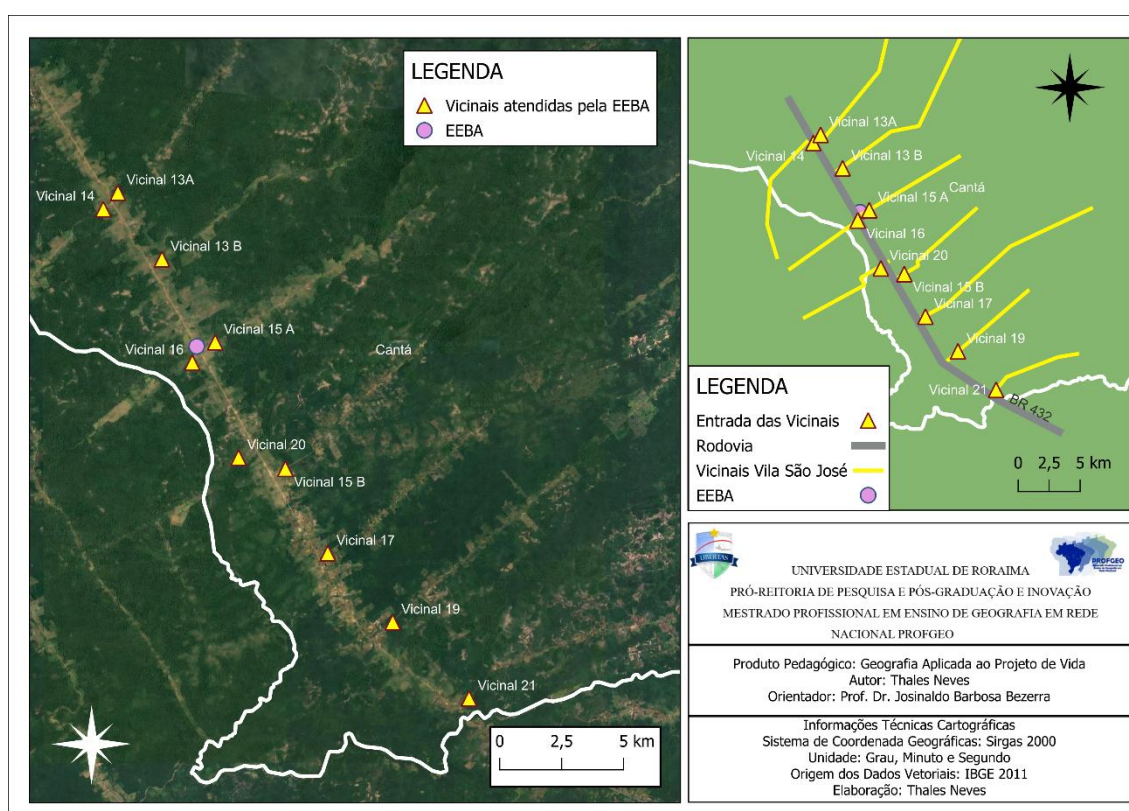 LEGENDA
Vicinais atendidas pela EEBA
EEBA
Vicinal 13A
Vicinal 14
Vicinal 13 B
Vicinal 15 A
Vicinal 16
Cantá
Vicinal 20
Vicinal 15 B
Vicinal 17
Vicinal 19
Vicinal 21
0 2,5 5 km
Vicinal 13A
Vicinal 14
Vicinal 13 B
Cantá
Vicinal 15 A
Vicinal 16
Vicinal 20
Vicinal 15 B
Vicinal 17
Vicinal 19
Vicinal 21
BR 432
LEGENDA
Entrada das Vicinais
Rodovia
Vicinais Vila São José
EEBA
0 2,5 5 km
PROFGEO
UNIVERSIDADE ESTADUAL DE RORAIMA
PRÓ-REITORIA DE PESQUISA E PÓS-GRADUAÇÃO E INOVAÇÃO
MESTRADO PROFISSIONAL EM ENSINO DE GEOGRAFIA EM REDE
NACIONAL PROFGEO
Produto Pedagógico: Geografia Aplicada ao Projeto de Vida
Autor: Thales Neves
Orientador: Prof. Dr. Josinaldo Barbosa Bezerra
Informações Técnicas Cartográficas
Sistema de Coordenada Geográficas: Sirgas 2000
Unidade: Grau, Minuto e Segundo
Origem dos Dados Vetoriais: IBGE 2011
Elaboração: Thales Neves